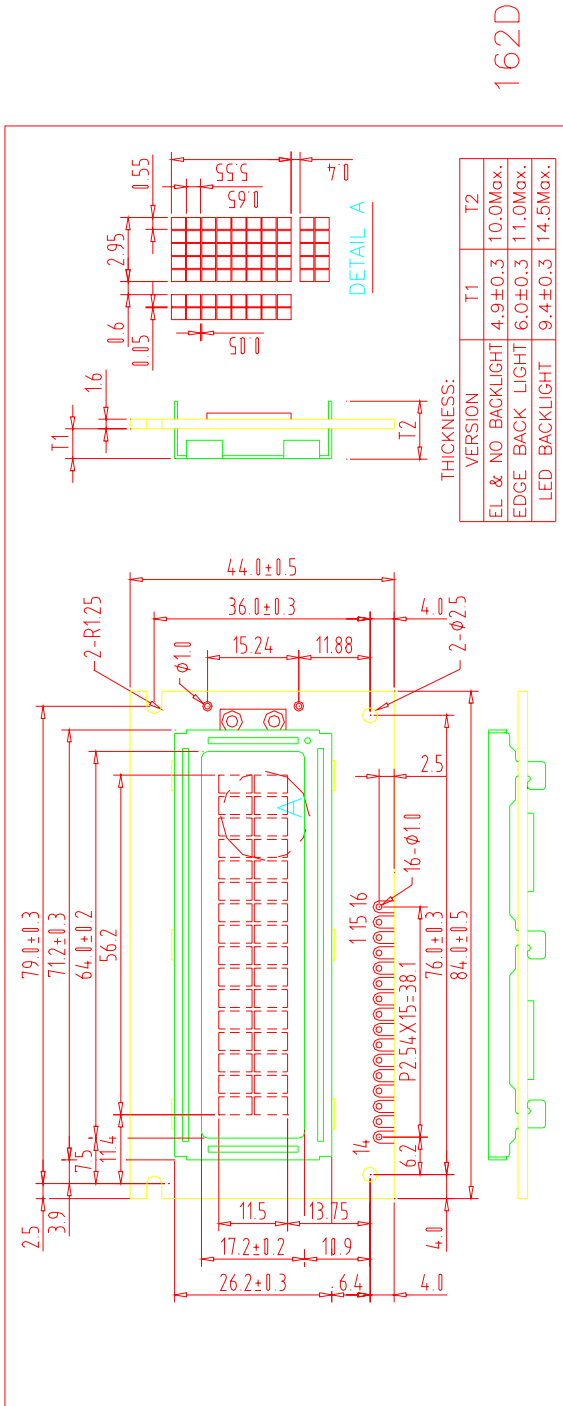 162D
79.0±0.3
71.2±0.3
64.0±0.2
56.2
2.5
3.9
7.5
11.4
2-R1.25
φ1.0
44.0±0.5
36.0±0.3
15.24
11.88
4.0
2-φ2.5
2.5
16-φ1.0
A
11.5
13.75
17.2±0.2
10.9
26.2±0.3
6.4
4.0
14
1 15 16
P2.54X15=38.1
6.2
4.0
76.0±0.3
84.0±0.5
T1
1.6
T2
0.6
2.95
0.55
0.05
0.05
0.65
5.55
0.4
DETAIL A
THICKNESS:
VERSION T1 T2
EL & NO BACKLIGHT 4.9±0.3 10.0Max.
EDGE BACK LIGHT 6.0±0.3 11.0Max.
LED BACKLIGHT 9.4±0.3 14.5Max.